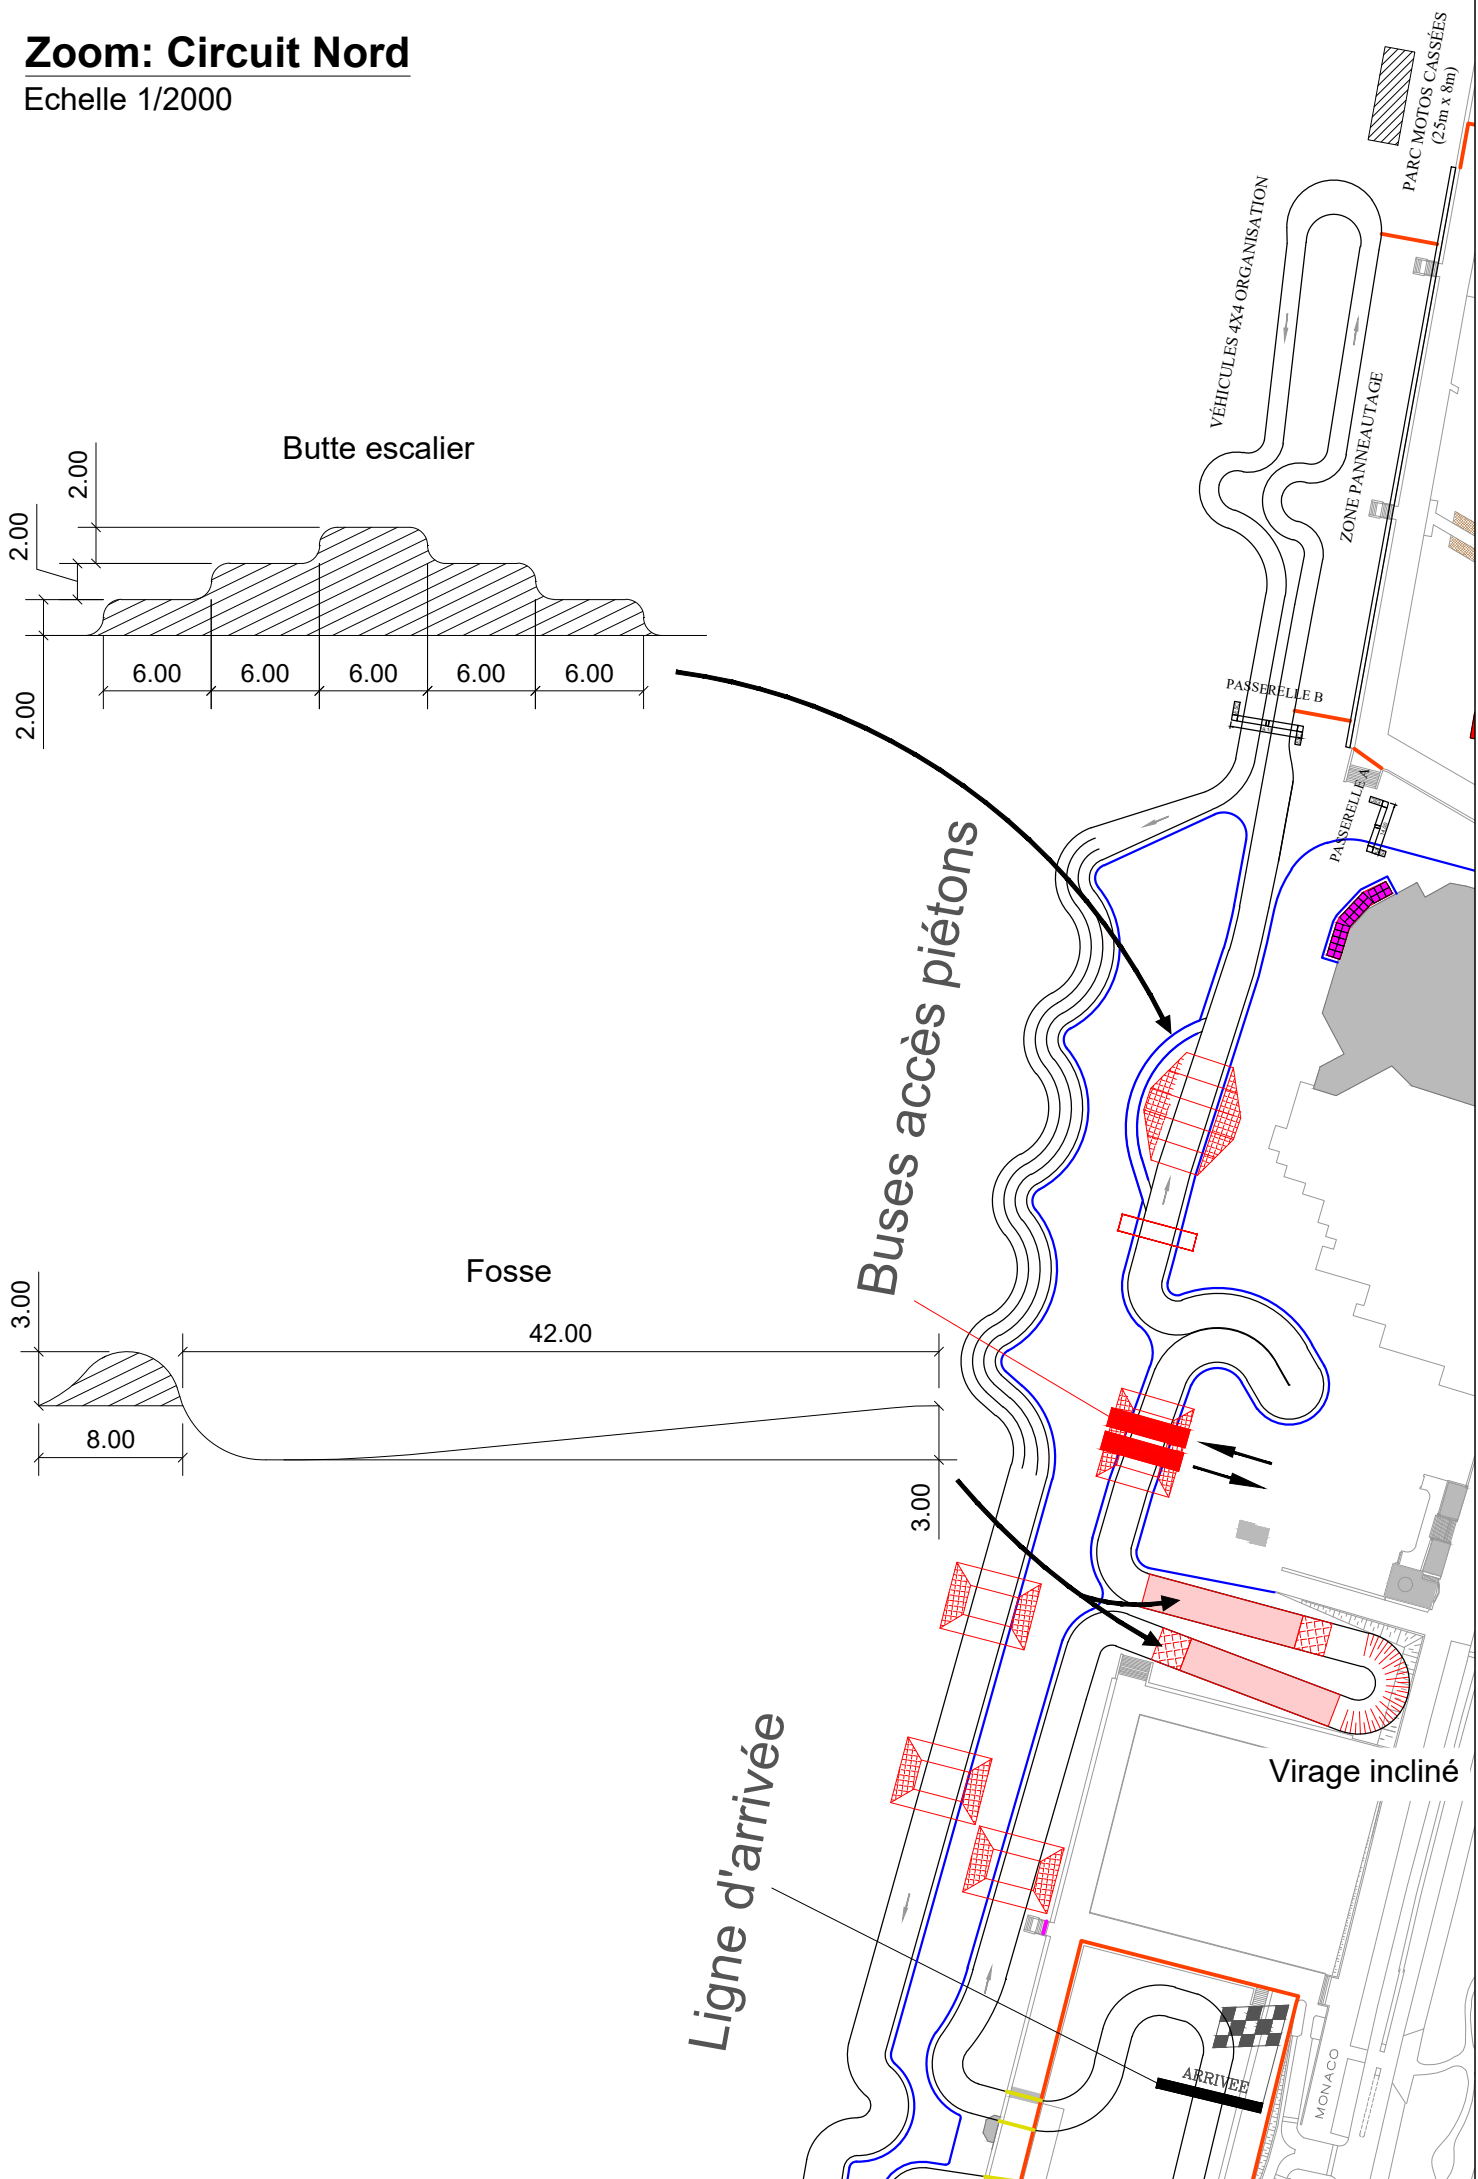 Zoom: Circuit Nord
Echelle 1/2000
PARC MOTOS CASSÉES
(25m x 8m)
VÉHICULES 4X4 ORGANISATION
ZONE PANNEAUTAGE
Butte escalier
2.00
2.00
2.00
6.00
6.00
6.00
6.00
6.00
PASSERELLE B
PASSERELLE A
Buses accès piétons
Fosse
3.00
42.00
8.00
3.00
Virage incliné
Ligne d'arrivée
ARRIVEE
MONACO